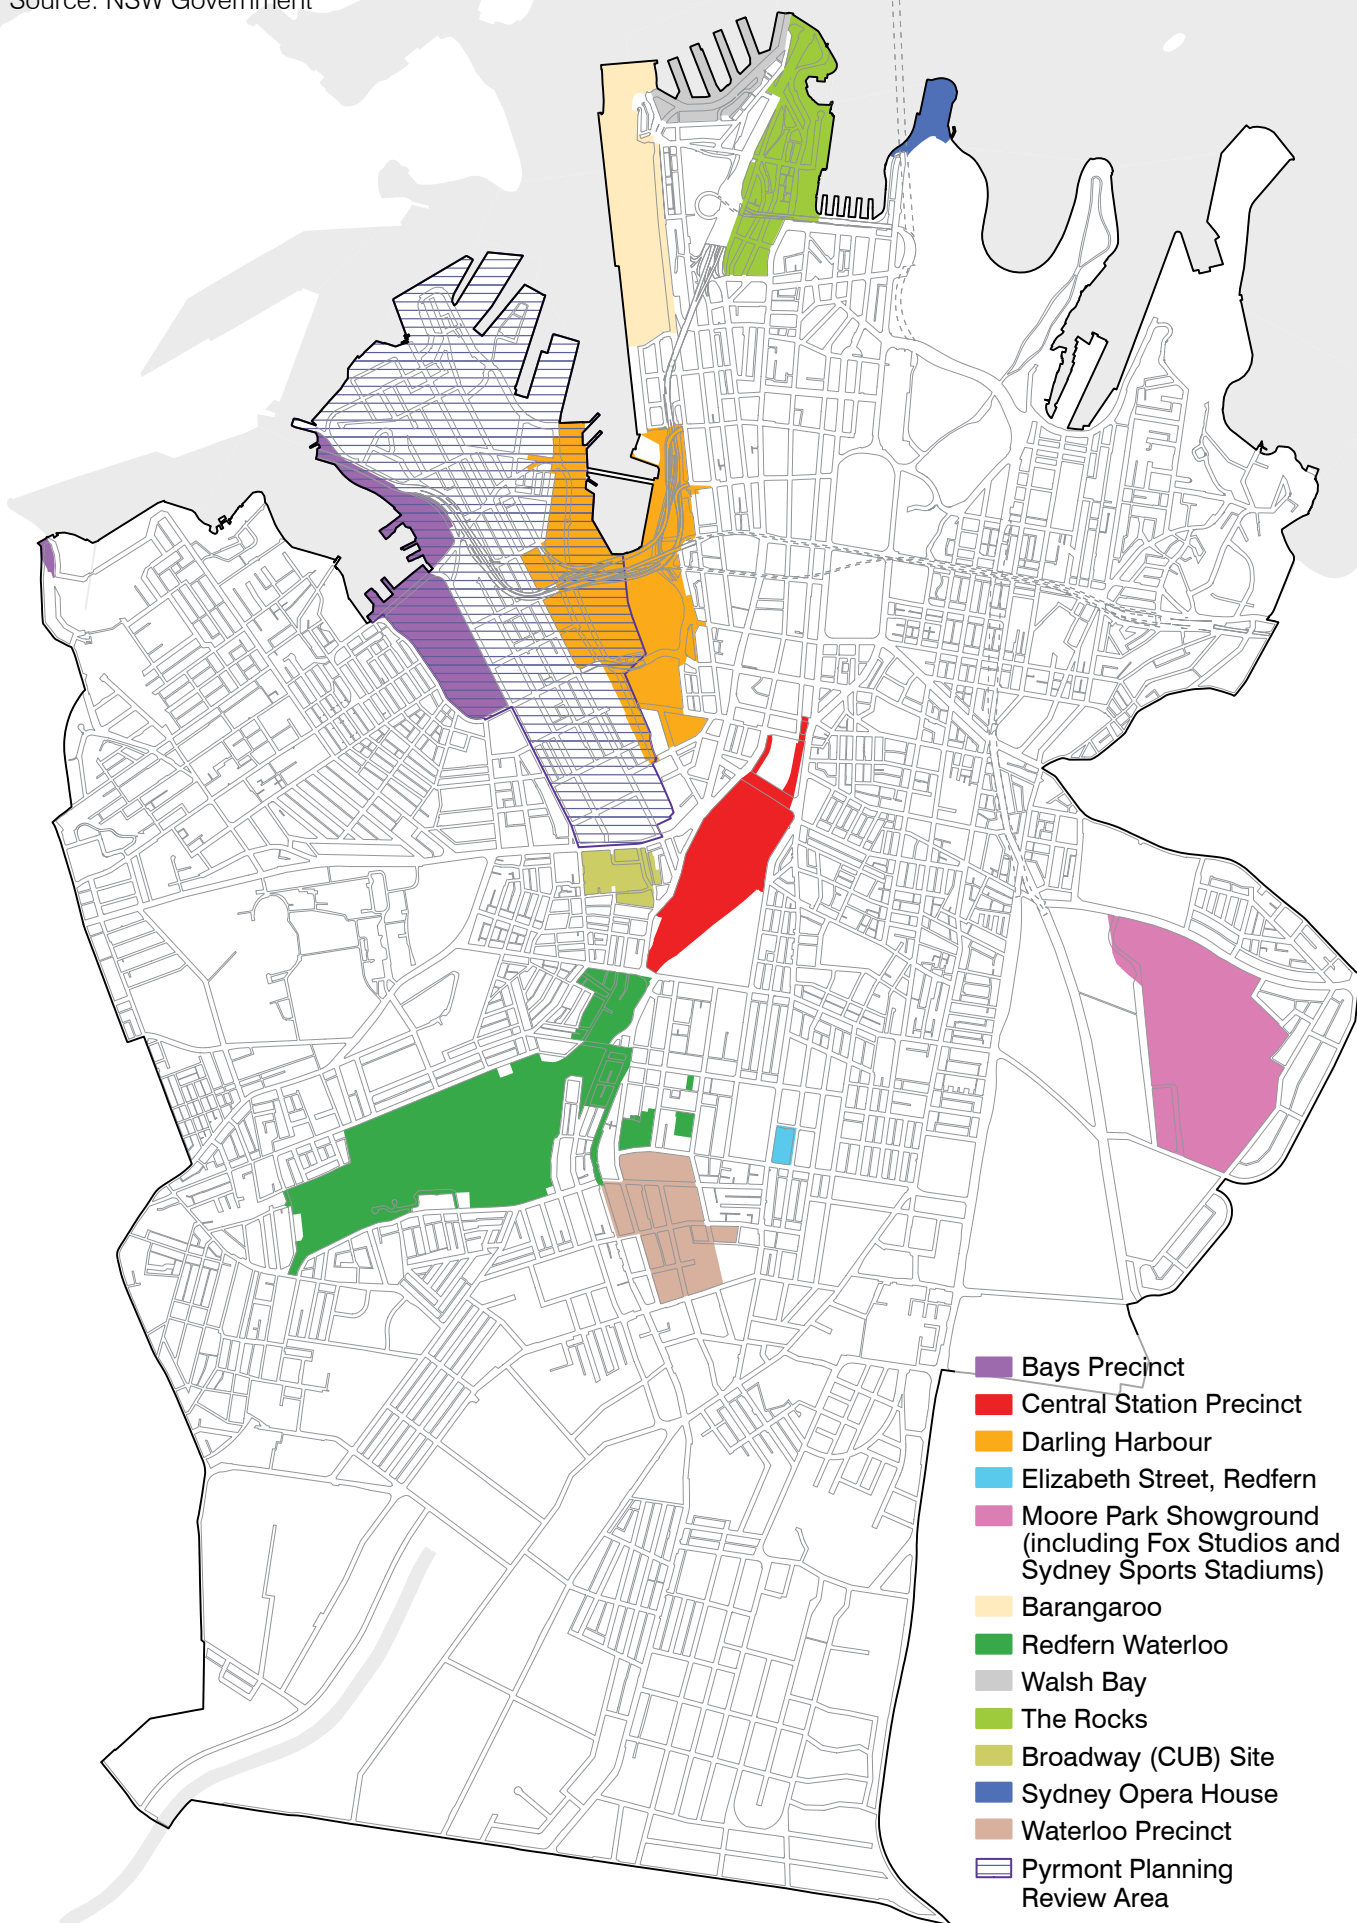 Source: NSW Government
Bays Precinct
Central Station Precinct
Darling Harbour
Elizabeth Street, Redfern
Moore Park Showground
(including Fox Studios and
Sydney Sports Stadiums)
Barangaroo
Redfern Waterloo
Walsh Bay
The Rocks
Broadway (CUB) Site
Sydney Opera House
Waterloo Precinct
Pyrmont Planning
Review Area